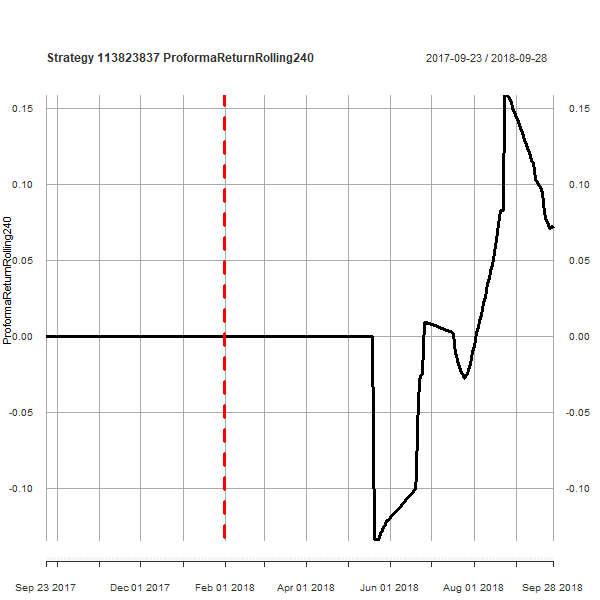 Strategy 113823837 ProformaReturnRolling240
2017-09-23 / 2018-09-28
ProformaReturnRolling240
0.15
0.15
0.10
0.10
0.05
0.05
0.00
0.00
-0.05
-0.05
-0.10
-0.10
Sep 23 2017
Dec 01 2017
Feb 01 2018
Apr 01 2018
Jun 01 2018
Aug 01 2018
Sep 28 2018